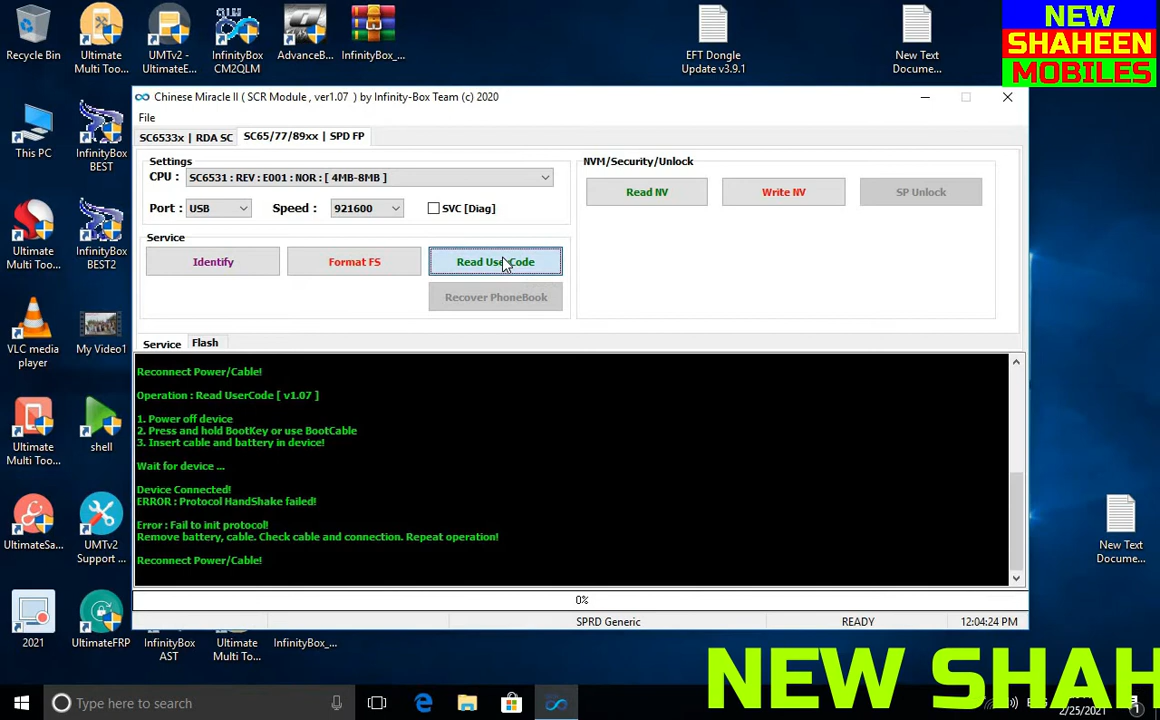 Recycle Bin
Ultimate
Multi Too...
UMTv2 -
UltimateE...
InfinityBox
CM2QLM
AdvanceB...
InfinityBox_...
EFT Dongle
Update v3.9.1
New Text
Docume...
NEW
SHAHEEN
MOBILES
Chinese Miracle II ( SCR Module , ver1.07 ) by Infinity-Box Team (c) 2020
File
SC6533x | RDA SC
SC65/77/89xx | SPD FP
Settings
CPU :
SC6531 : REV : E001 : NOR : [ 4MB-8MB ]
Port :
USB
Speed :
921600
SVC [Diag]
NVM/Security/Unlock
Read NV
Write NV
SP Unlock
Service
Identify
Format FS
Read UserCode
Recover PhoneBook
Service
Flash
Reconnect Power/Cable!
Operation : Read UserCode [ v1.07 ]
1. Power off device
2. Press and hold BootKey or use BootCable
3. Insert cable and battery in device!
Wait for device ...
Device Connected!
ERROR : Protocol HandShake failed!
Error : Fail to init protocol!
Remove battery, cable. Check cable and connection. Repeat operation!
Reconnect Power/Cable!
0%
SPRD Generic
READY
12:04:24 PM
This PC
InfinityBox
BEST
Ultimate
Multi Too...
InfinityBox
BEST2
VLC media
player
My Video1
Ultimate
Multi Too...
shell
UltimateSa...
UMTv2
Support ...
2021
UltimateFRP
InfinityBox
AST
Ultimate
Multi To...
InfinityBox_...
New Text
Docume...
Type here to search
2/25/2021
NEW SHAH